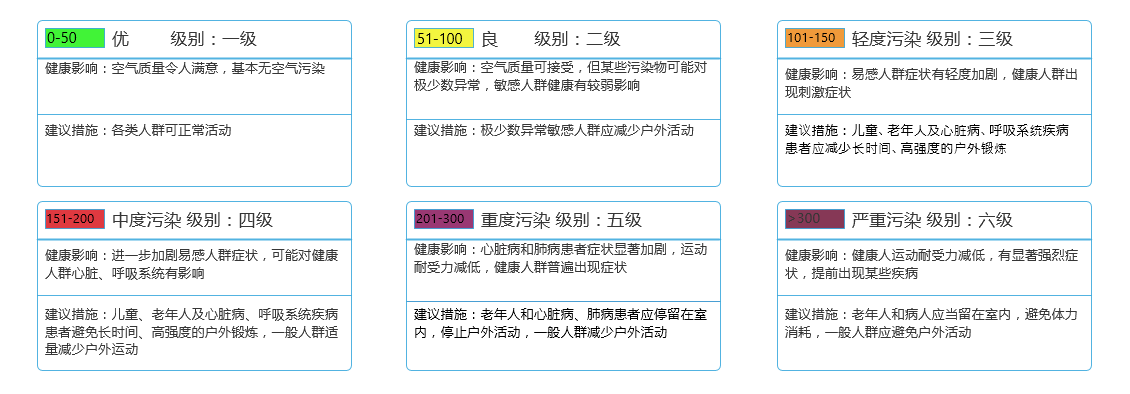 0-50 优 级别：一级
健康影响：空气质量令人满意，基本无空气污染
建议措施：各类人群可正常活动
51-100 良 级别：二级
健康影响：空气质量可接受，但某些污染物可能对
极少数异常，敏感人群健康有较弱影响
建议措施：极少数异常敏感人群应减少户外活动
101-150 轻度污染 级别：三级
健康影响：易感人群症状有轻度加剧，健康人群出
现刺激症状
建议措施：儿童、老年人及心脏病、呼吸系统疾病
患者应减少长时间、高强度的户外锻炼
151-200 中度污染 级别：四级
健康影响：进一步加剧易感人群症状，可能对健康
人群心脏、呼吸系统有影响
建议措施：儿童、老年人及心脏病、呼吸系统疾病
患者避免长时间、高强度的户外锻炼，一般人群适
量减少户外运动
201-300 重度污染 级别：五级
健康影响：心脏病和肺病患者症状显著加剧，运动
耐受力减低，健康人群普遍出现症状
建议措施：老年人和心脏病、肺病患者应停留在室
内，停止户外活动，一般人群减少户外活动
>300 严重污染 级别：六级
健康影响：健康人运动耐受力减低，有显著强烈症
状，提前出现某些疾病
建议措施：老年人和病人应当留在室内，避免体力
消耗，一般人群应避免户外活动